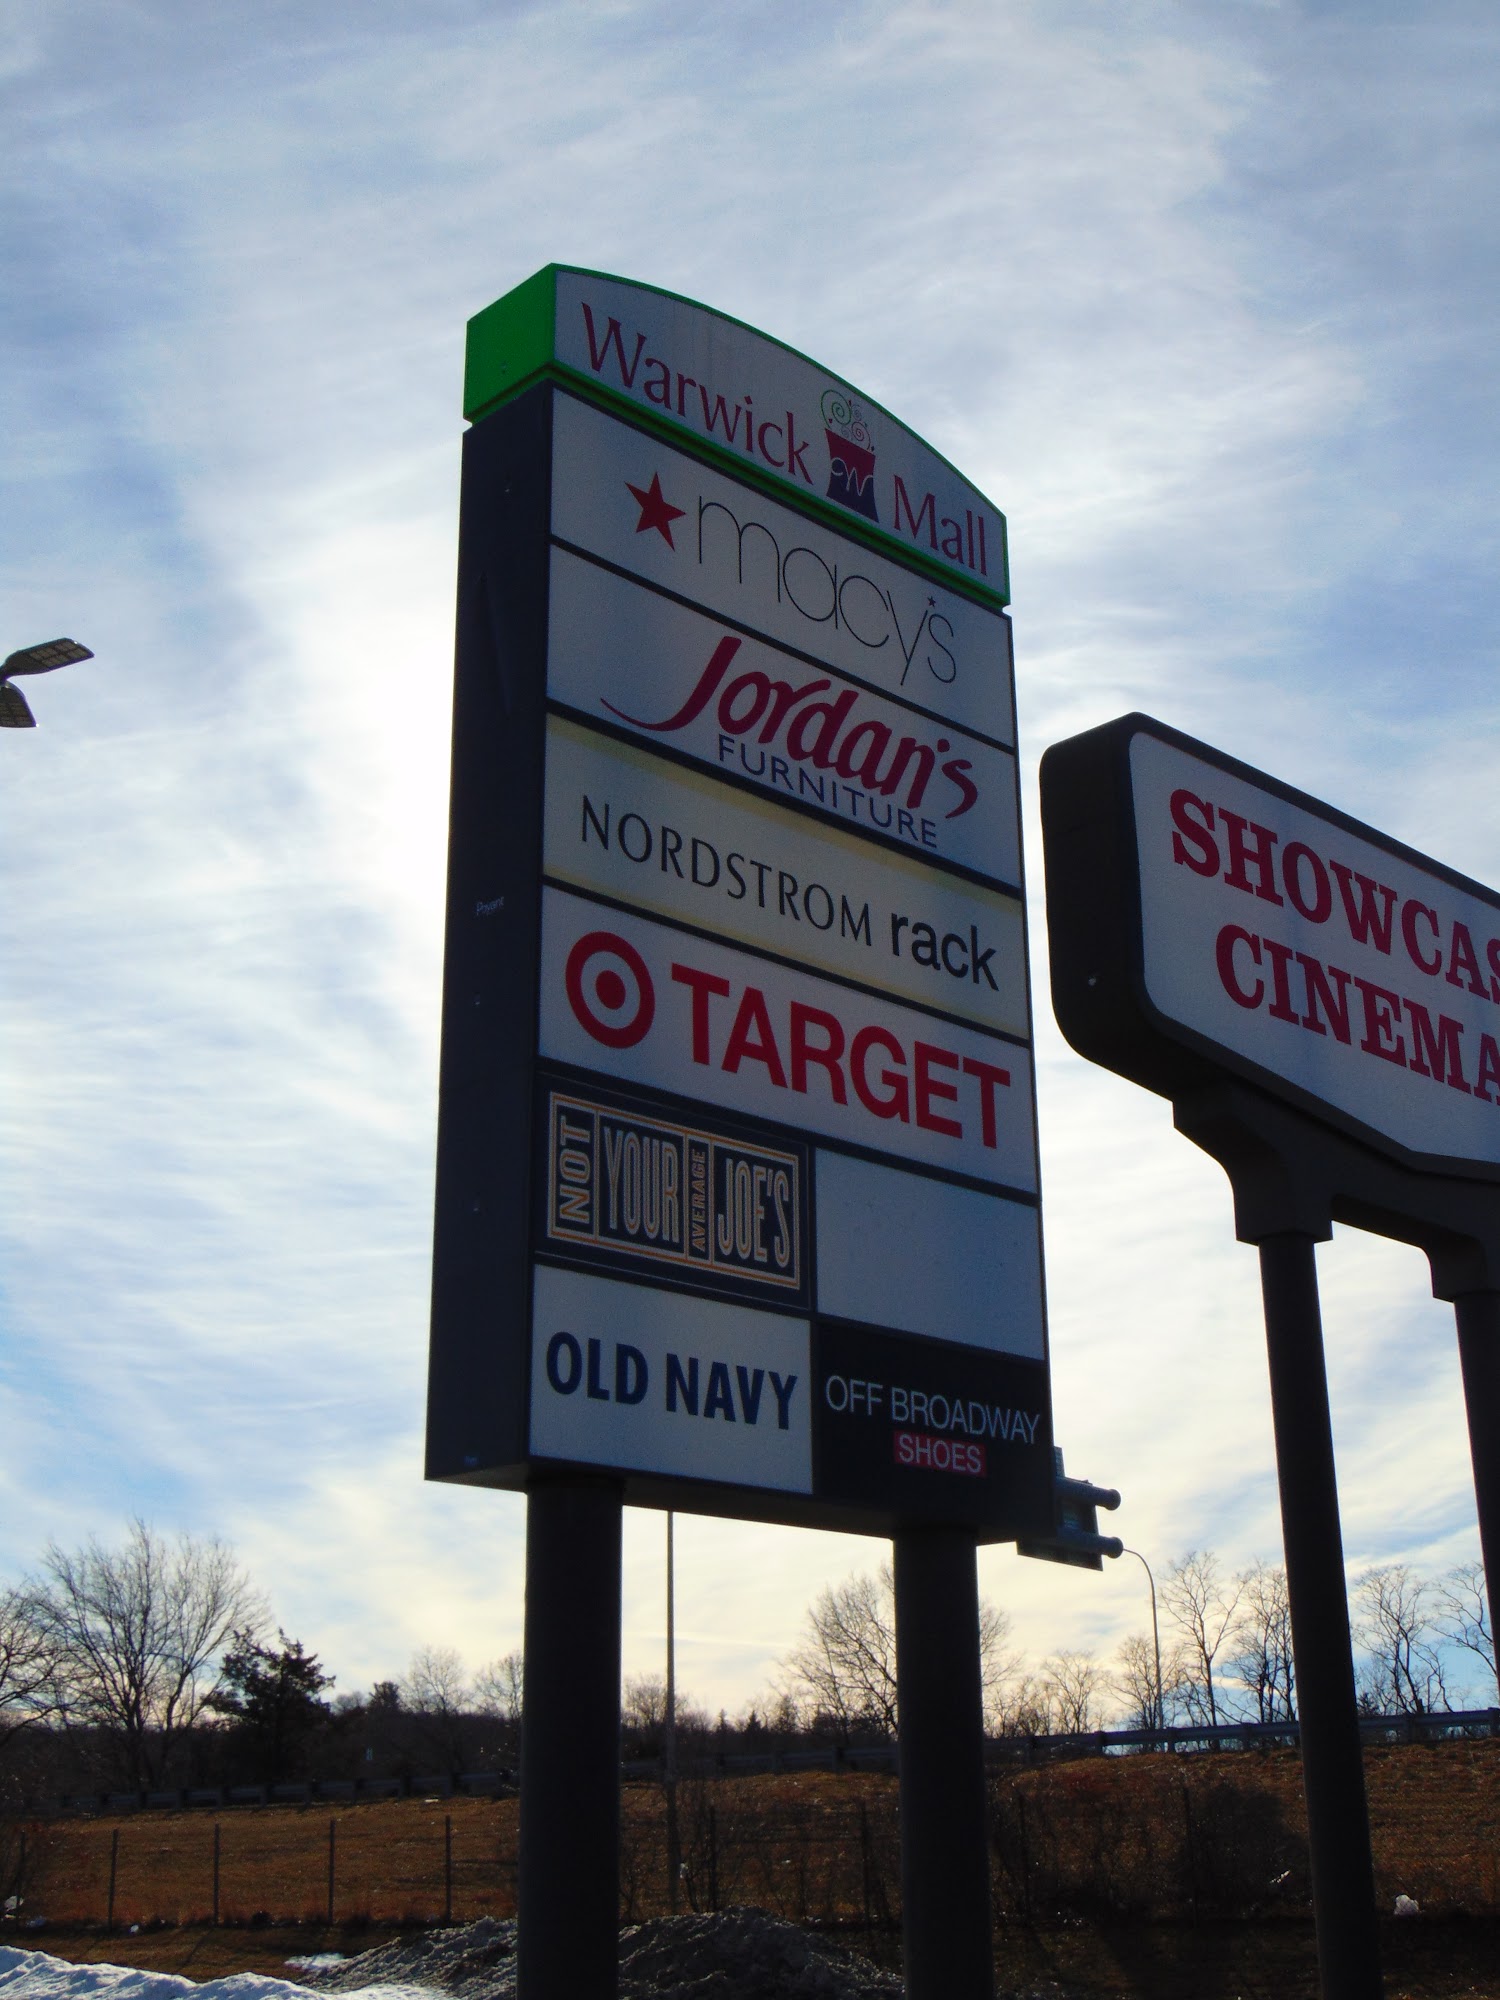 Warwick Mall
macy's
Jordan's
FURNITURE
NORDSTROM rack
TARGET
NOT YOUR AVERAGE JOE'S
OLD NAVY
OFF BROADWAY
SHOES
SHOWCAS
CINEMA